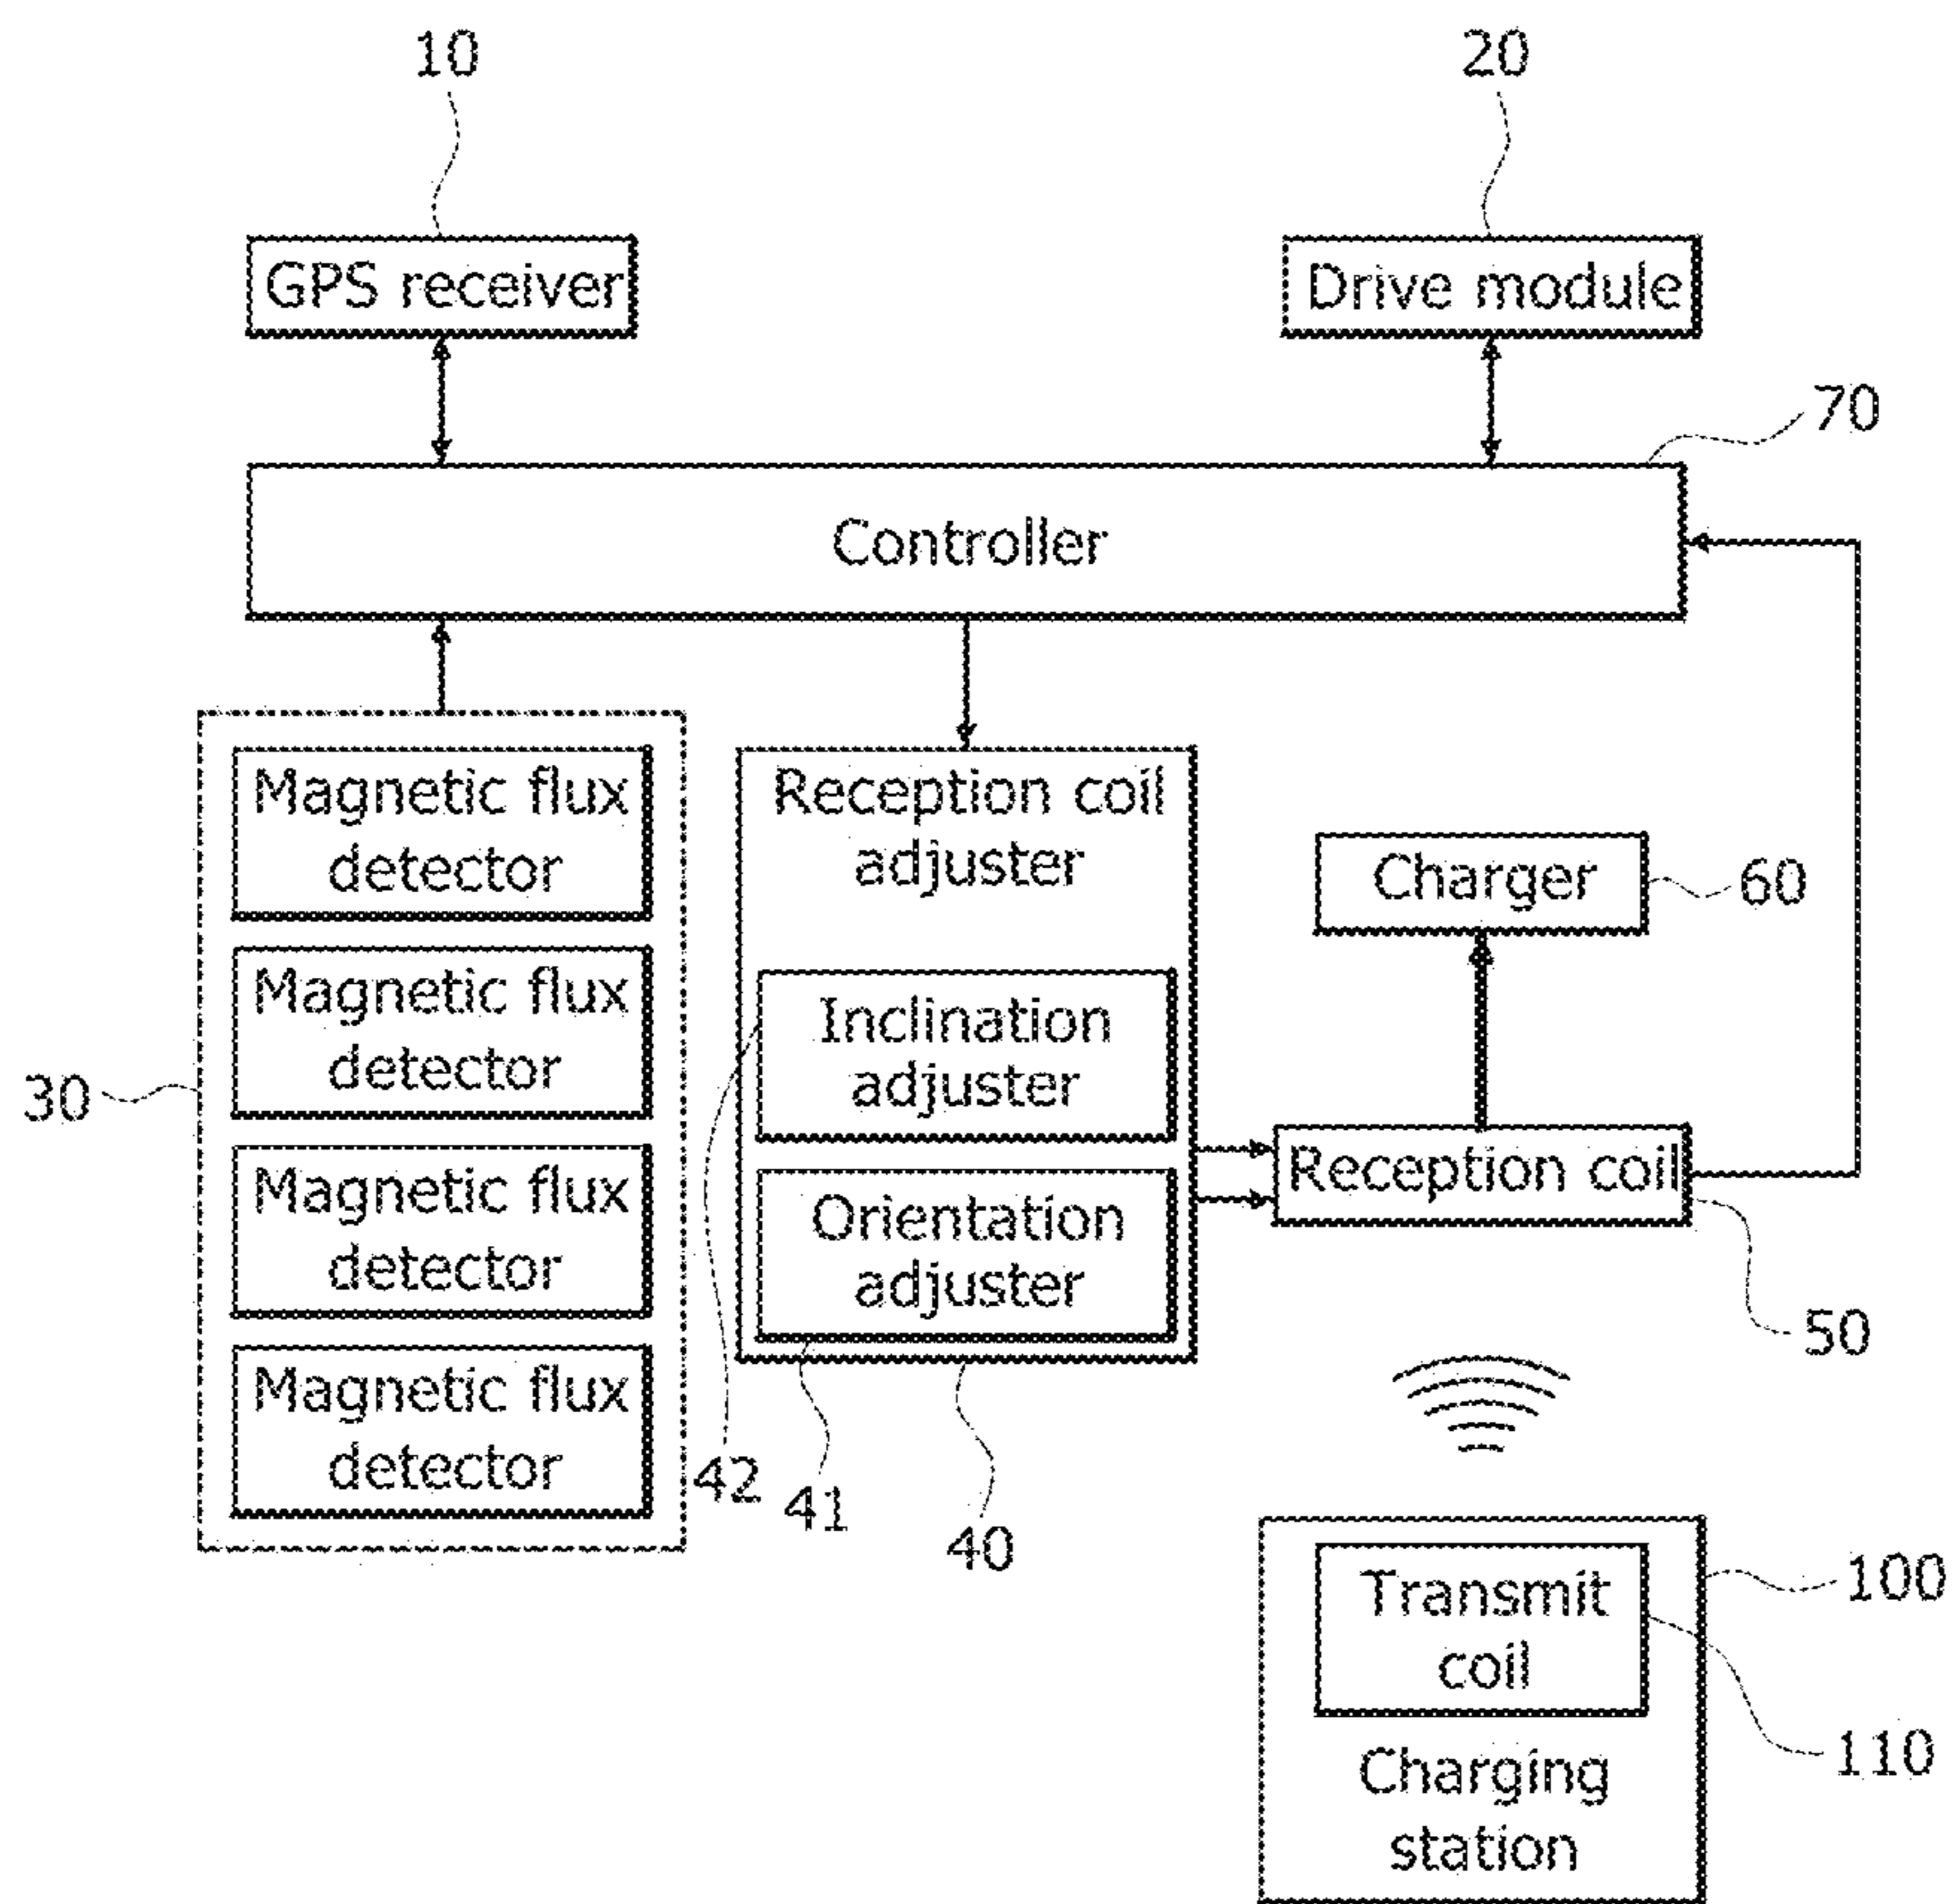 10
20
GPS receiver
Drive module
70
Controller
Magnetic flux
detector
Magnetic flux
detector
Magnetic flux
detector
Magnetic flux
detector
30
Reception coil
adjuster
Inclination
adjuster
Orientation
adjuster
42
41
40
Charger
60
Reception coil
50
Transmit
coil
Charging
station
100
110